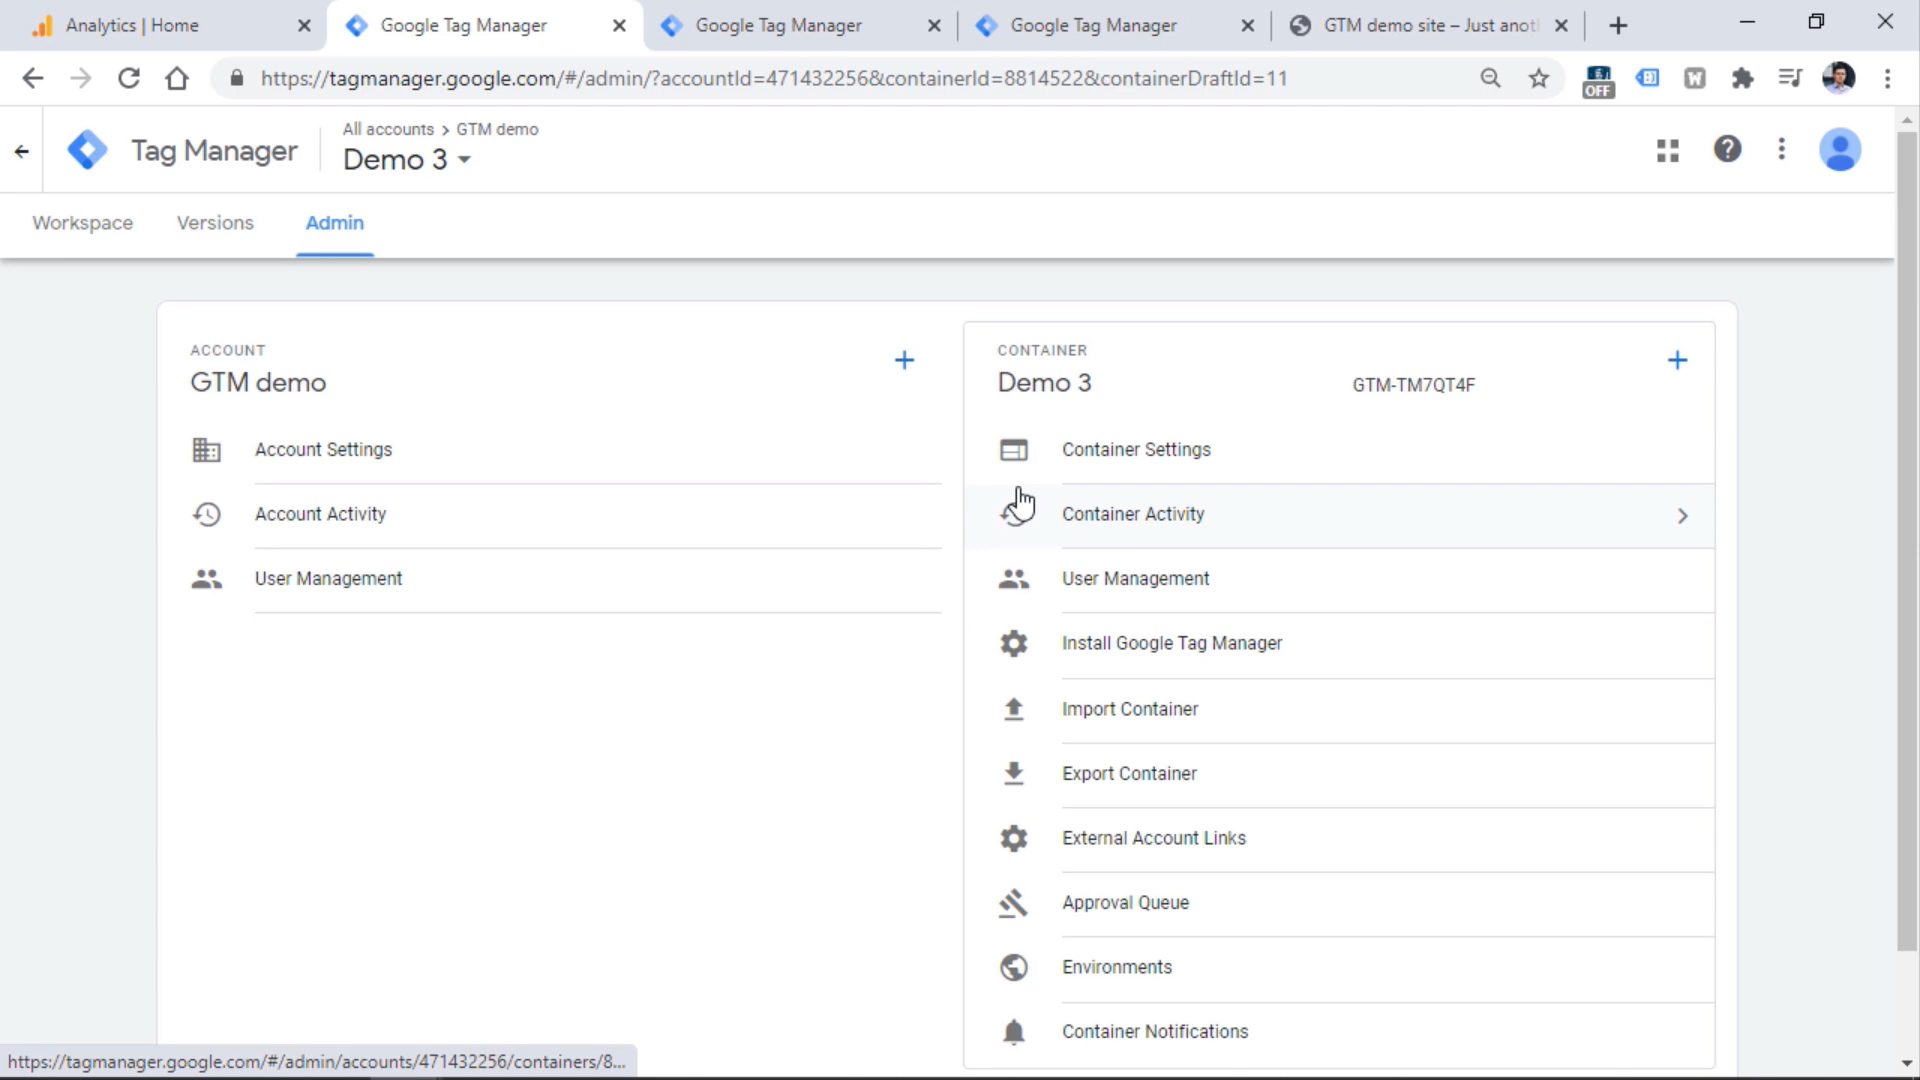 Analytics | Home
Google Tag Manager
Google Tag Manager
Google Tag Manager
GTM demo site – Just anot
https://tagmanager.google.com/#/admin/?accountId=471432256&containerId=8814522&containerDraftId=11
OFF
W
Tag Manager
All accounts > GTM demo
Demo 3
Workspace
Versions
Admin
ACCOUNT
GTM demo
Account Settings
Account Activity
User Management
CONTAINER
Demo 3
GTM-TM7QT4F
Container Settings
Container Activity
User Management
Install Google Tag Manager
Import Container
Export Container
External Account Links
Approval Queue
Environments
Container Notifications
https://tagmanager.google.com/#/admin/accounts/471432256/containers/8...